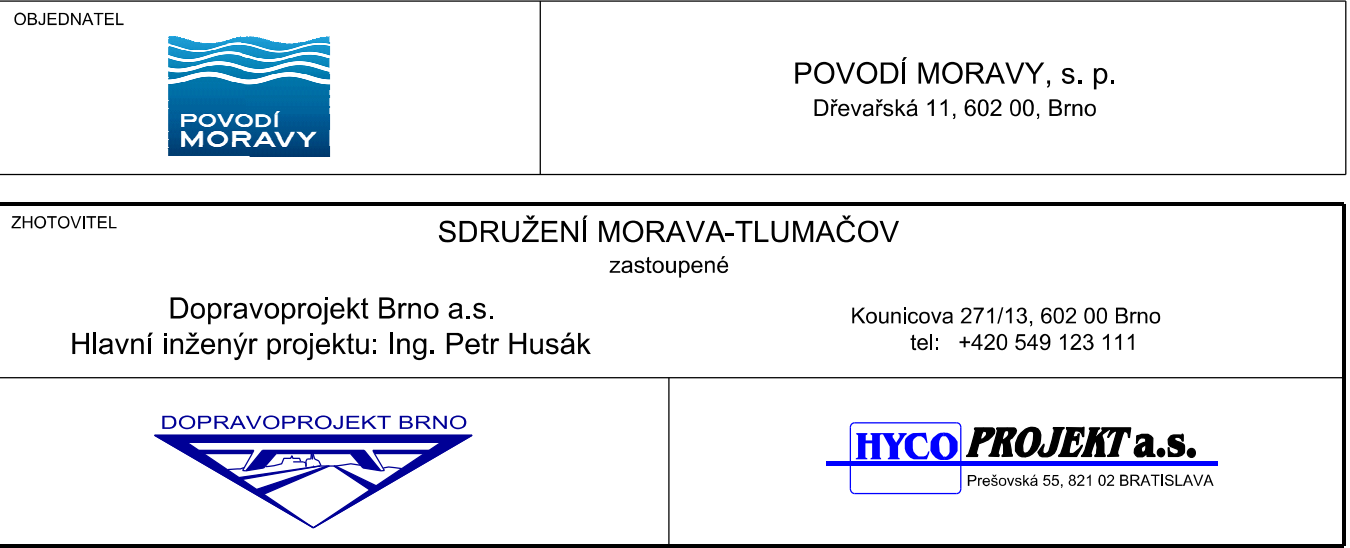 OBJEDNATEL
POVODÍ
MORAVY
POVODÍ MORAVY, s. p.
Dřevařská 11, 602 00, Brno
ZHOTOVITEL
SDRUŽENÍ MORAVA-TLUMAČOV
zastoupené
Dopravoprojekt Brno a.s.
Hlavní inženýr projektu: Ing. Petr Husák
Kounicova 271/13, 602 00 Brno
tel: +420 549 123 111
DOPRAVOPROJEKT BRNO
HYCO PROJEKT a.s.
Prešovská 55, 821 02 BRATISLAVA